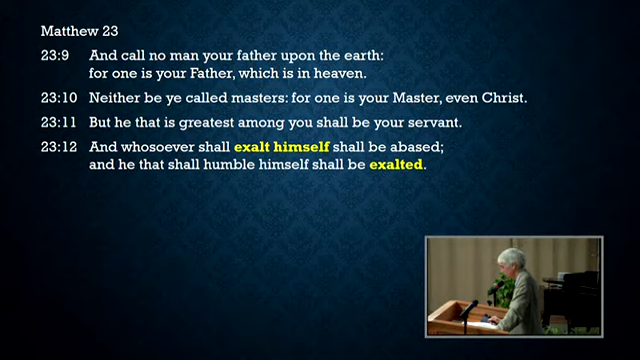 Matthew 23
23:9 And call no man your father upon the earth:
for one is your Father, which is in heaven.
23:10 Neither be ye called masters: for one is your Master, even Christ.
23:11 But he that is greatest among you shall be your servant.
23:12 And whosoever shall exalt himself shall be abased;
and he that shall humble himself shall be exalted.